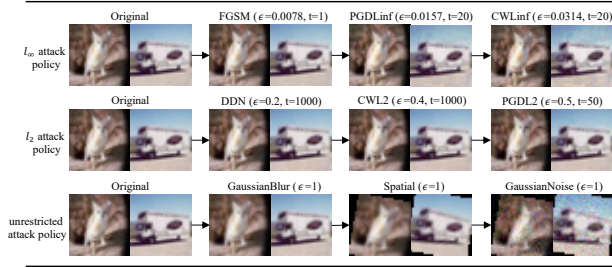 Original FGSM (ϵ=0.0078, t=1) PGDLinf (ϵ=0.0157, t=20) CWLinf (ϵ=0.0314, t=20)
l∞ attack
policy
Original DDN (ϵ=0.2, t=1000) CWL2 (ϵ=0.4, t=1000) PGDL2 (ϵ=0.5, t=50)
l₂ attack
policy
Original GaussianBlur (ϵ=1) Spatial (ϵ=1) GaussianNoise (ϵ=1)
unrestricted
attack policy